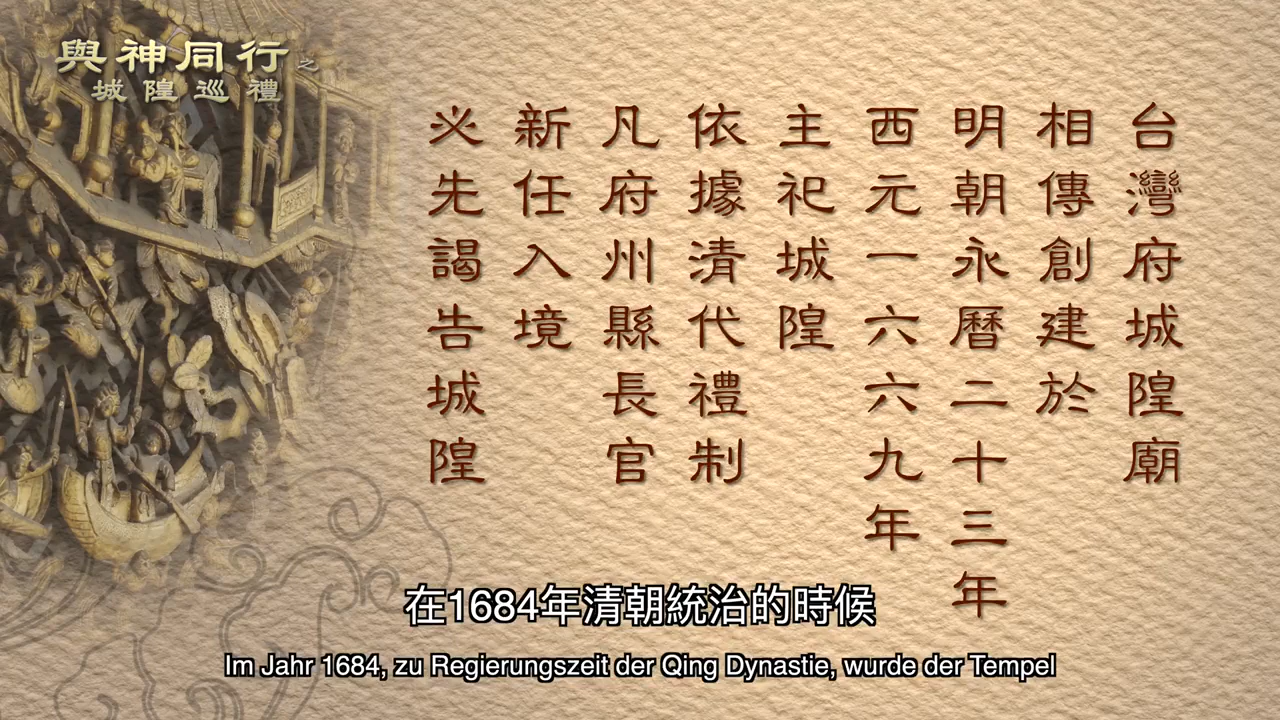 與神同行之
城隍巡禮
台灣府城隍廟
相傳創建於
明朝永曆二十三年
西元一六六九年
主祀城隍
依據清代禮制
凡府州縣長官
新任入境
必先謁告城隍
在1684年清朝統治的時候
Im Jahr 1684, zu Regierungszeit der Qing Dynastie, wurde der Tempel